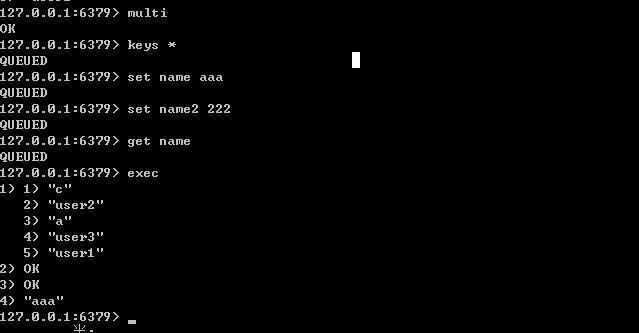 127.0.0.1:6379> multi
OK
127.0.0.1:6379> keys *
QUEUED
127.0.0.1:6379> set name aaa
QUEUED
127.0.0.1:6379> set name2 222
QUEUED
127.0.0.1:6379> get name
QUEUED
127.0.0.1:6379> exec
1) 1) "c"
   2) "user2"
   3) "a"
   4) "user3"
   5) "user1"
2) OK
3) OK
4) "aaa"
127.0.0.1:6379> _